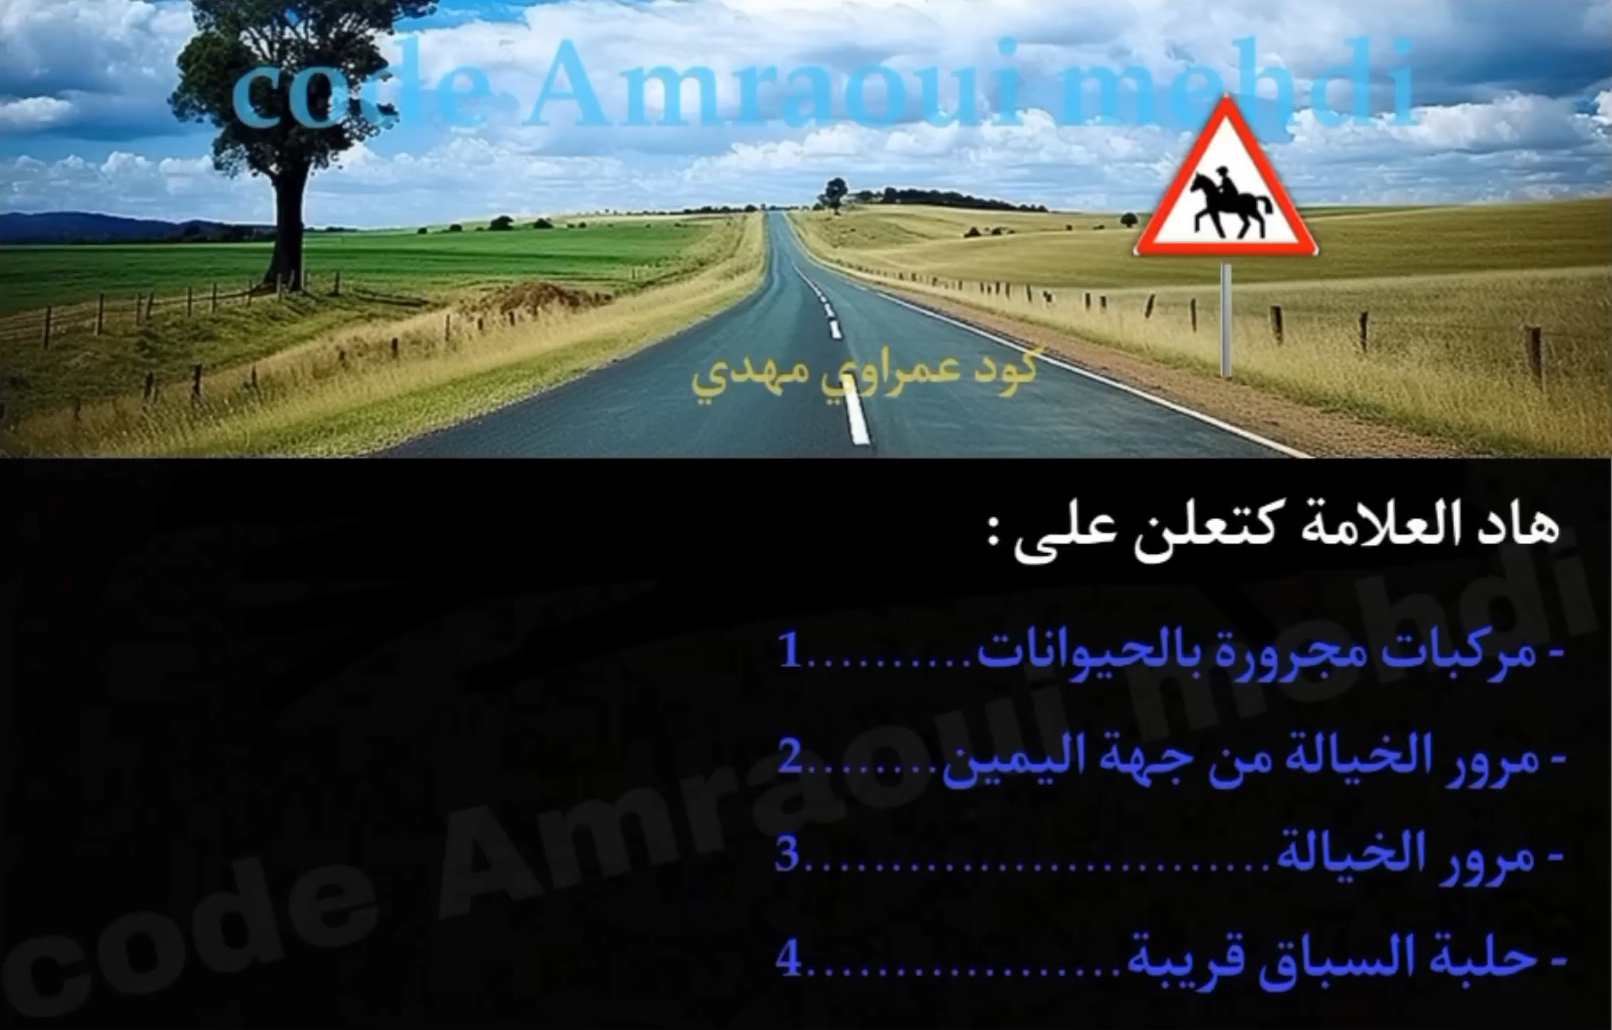 code Amraoui mehdi
كود عمراوي مهدي
هاد العلامة كتعلن على :
- مركبات مجرورة بالحيوانات..........1
- مرور الخيالة من جهة اليمين........2
- مرور الخيالة..........................3
- حلبة السباق قريبة..................4
code Amraoui mehdi